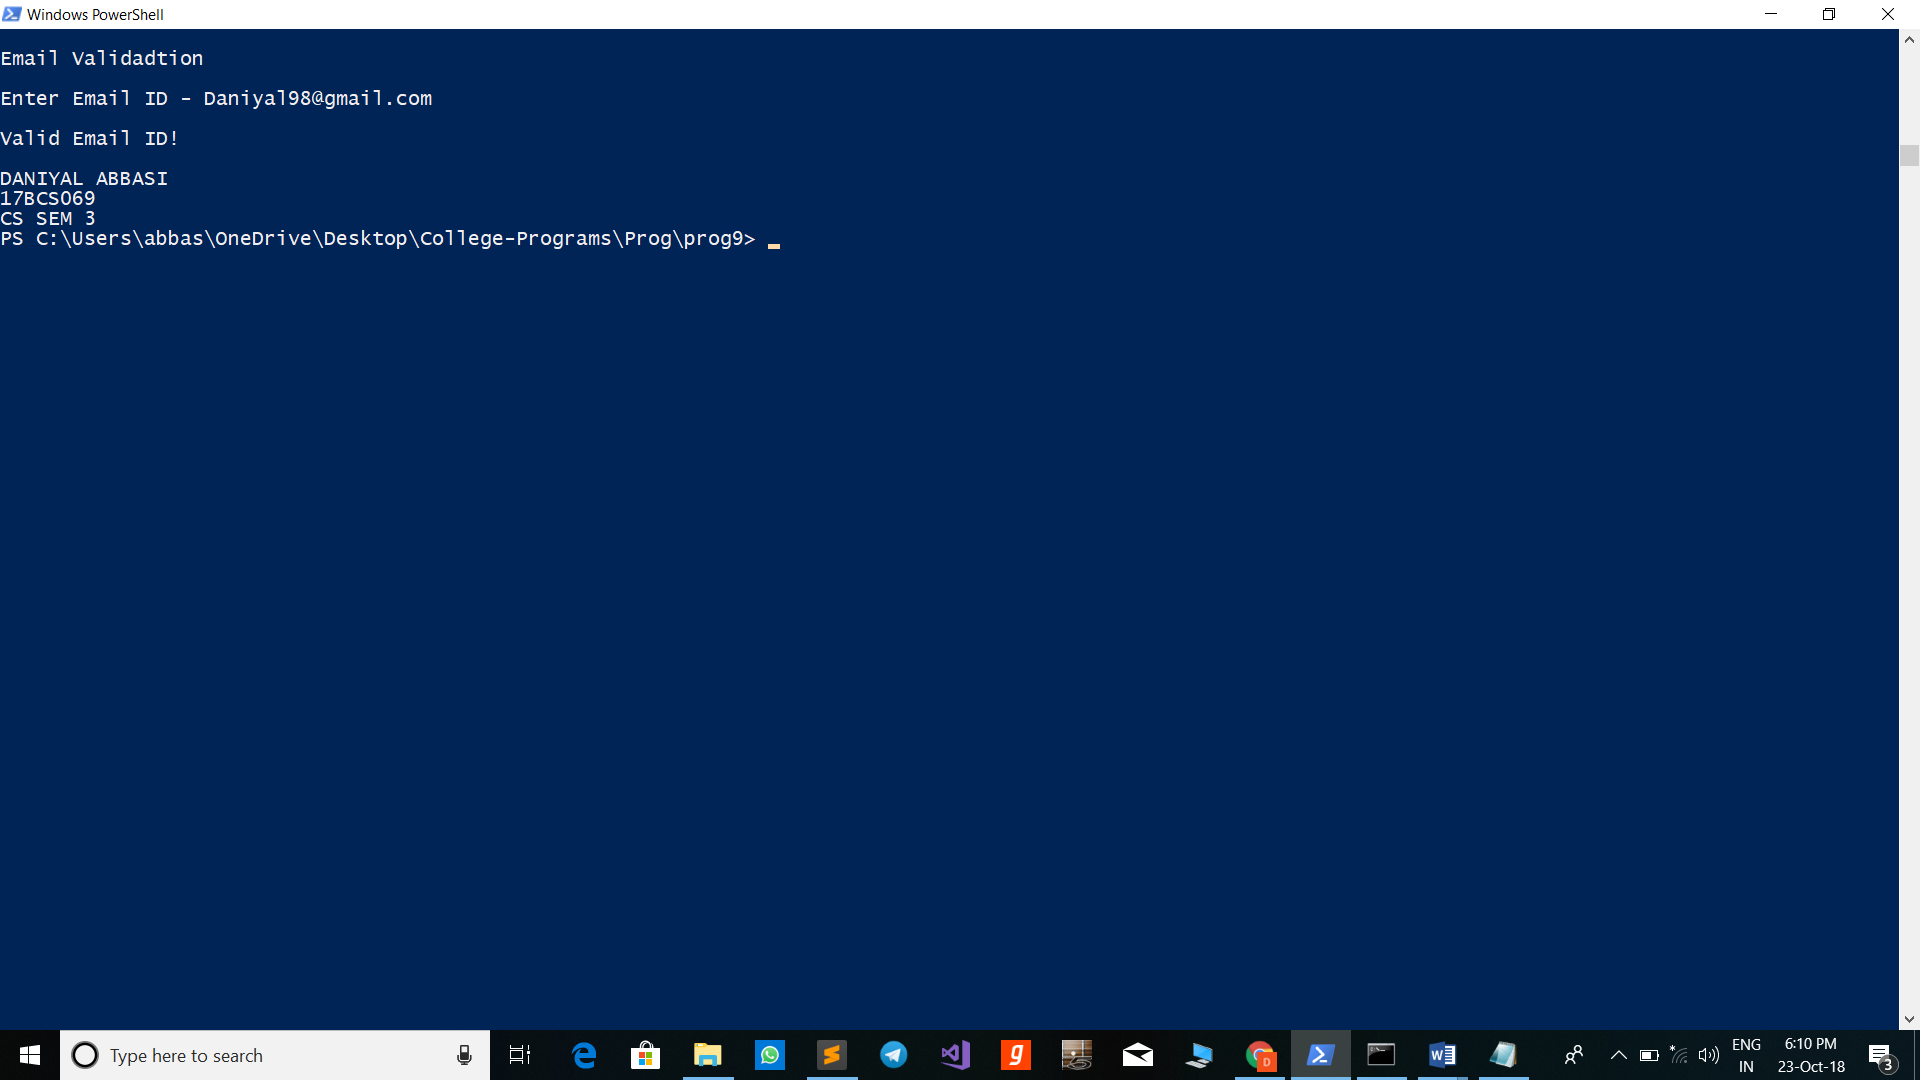 Windows PowerShell
Email Validadtion
Enter Email ID - Daniyal98@gmail.com
Valid Email ID!
DANIYAL ABBASI
17BCS069
CS SEM 3
PS C:\Users\abbas\OneDrive\Desktop\College-Programs\Prog\prog9>
Type here to search
ENG
IN
6:10 PM
23-Oct-18
3